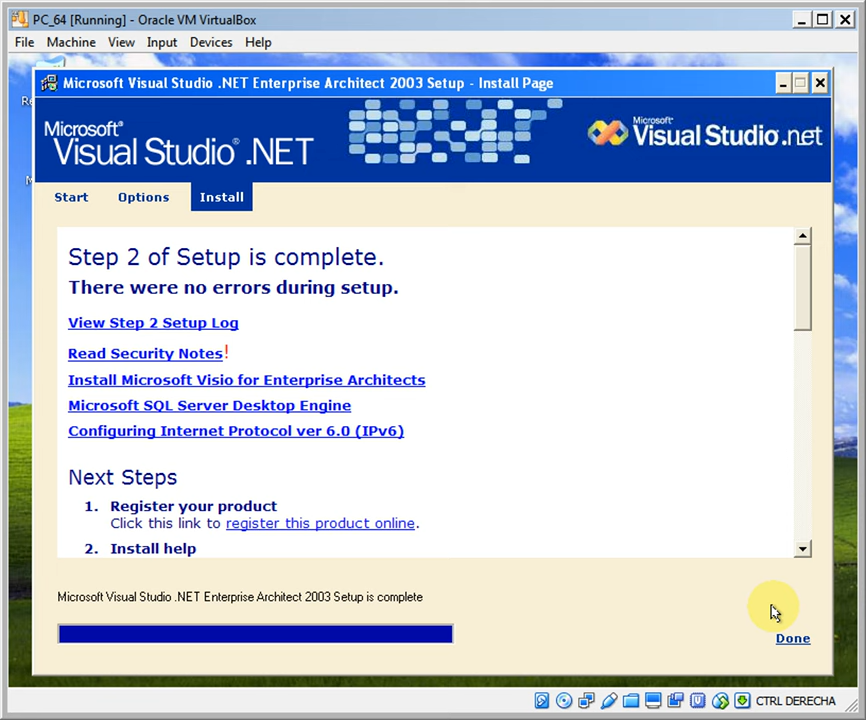 PC_64 [Running] - Oracle VM VirtualBox
File Machine View Input Devices Help
Microsoft Visual Studio .NET Enterprise Architect 2003 Setup - Install Page
Microsoft®
Visual Studio® .NET
Microsoft®
Visual Studio.net
Start Options Install
Step 2 of Setup is complete.
There were no errors during setup.
View Step 2 Setup Log
Read Security Notes!
Install Microsoft Visio for Enterprise Architects
Microsoft SQL Server Desktop Engine
Configuring Internet Protocol ver 6.0 (IPv6)
Next Steps
1. Register your product
Click this link to register this product online.
2. Install help
Microsoft Visual Studio .NET Enterprise Architect 2003 Setup is complete
Done
CTRL DERECHA